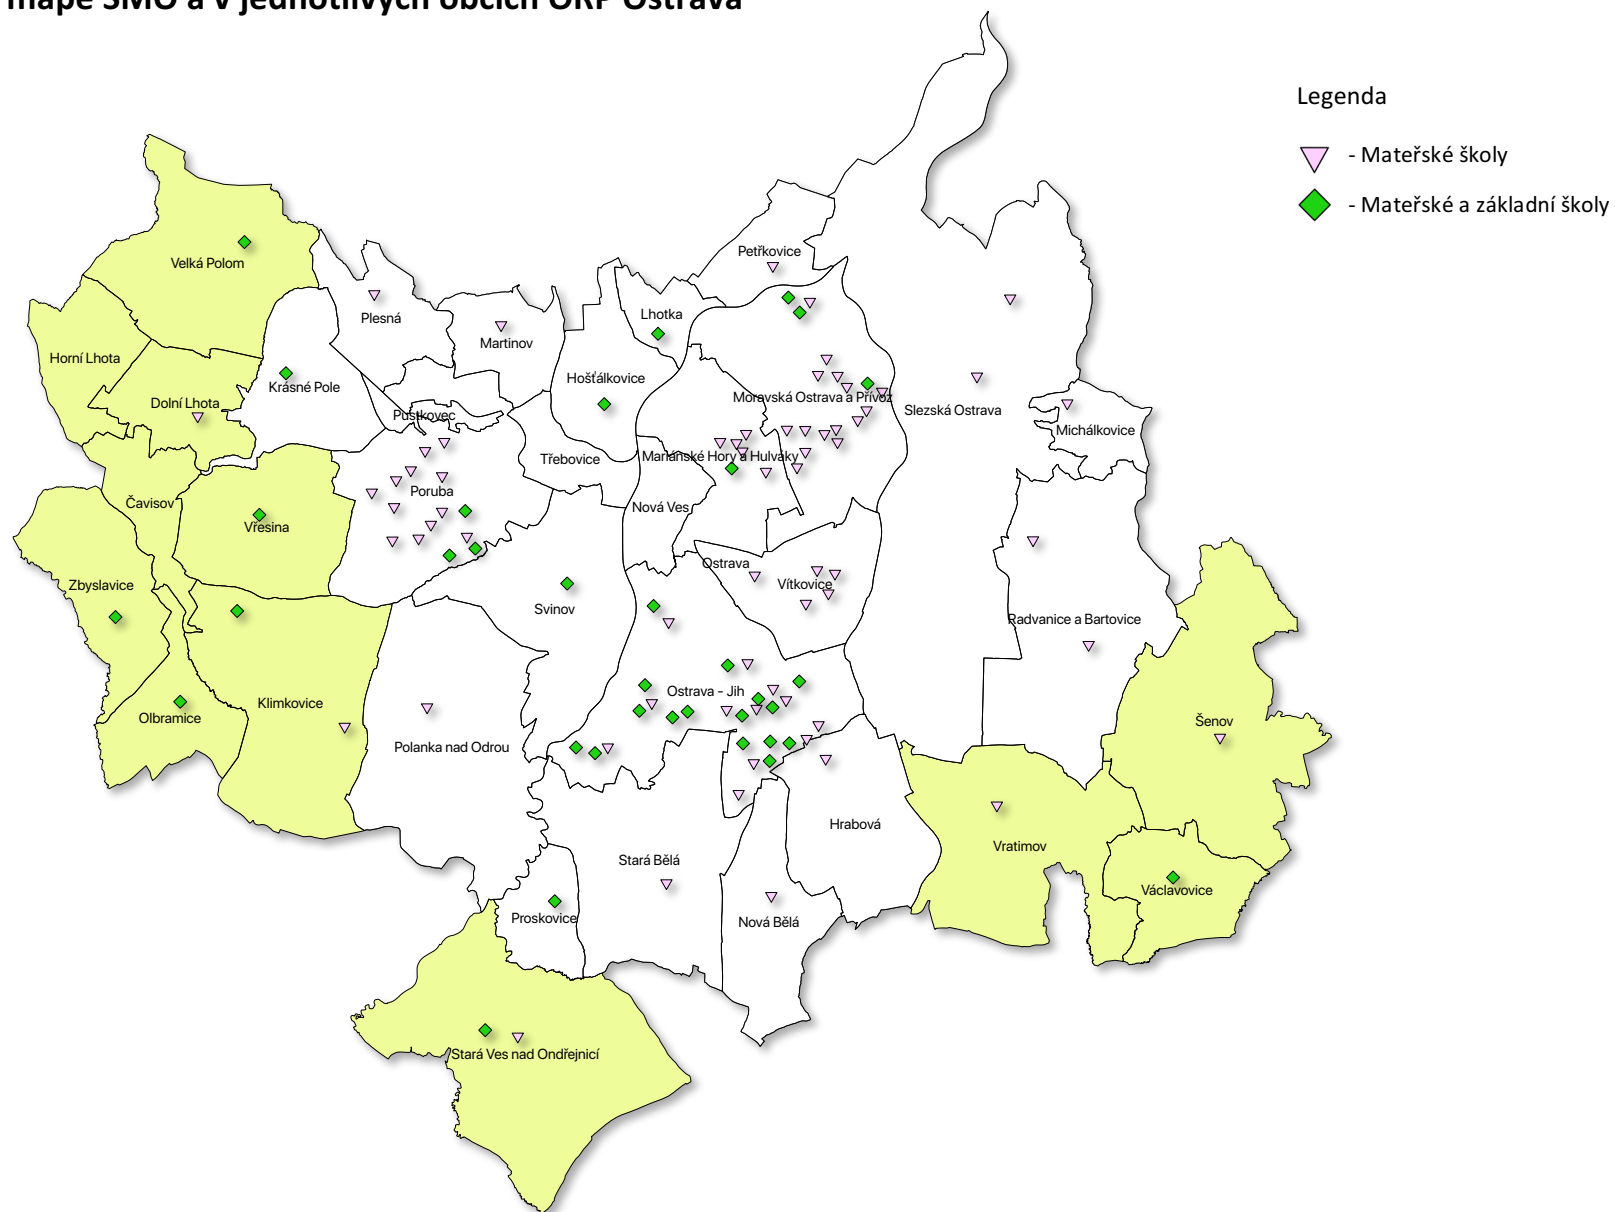 mapě SMO a v jednotlivých obcích ORP Ostrava
Legenda
- Mateřské školy
- Mateřské a základní školy
Petřkovice
Velká Polom
Lhotka
Plesná
Martinov
Horní Lhota
Hošťálkovice
Krásné Pole
Moravská Ostrava a Přívoz
Dolní Lhota
Slezská Ostrava
Pustkovec
Michálkovice
Mariánské Hory a Hulváky
Třebovice
Poruba
Čavisov
Nová Ves
Vřesina
Ostrava
Zbyslavice
Vítkovice
Svinov
Radvanice a Bartovice
Ostrava - Jih
Klimkovice
Olbramice
Šenov
Polanka nad Odrou
Hrabová
Vratimov
Stará Bělá
Václavovice
Proskovice
Nová Bělá
Stará Ves nad Ondřejnicí